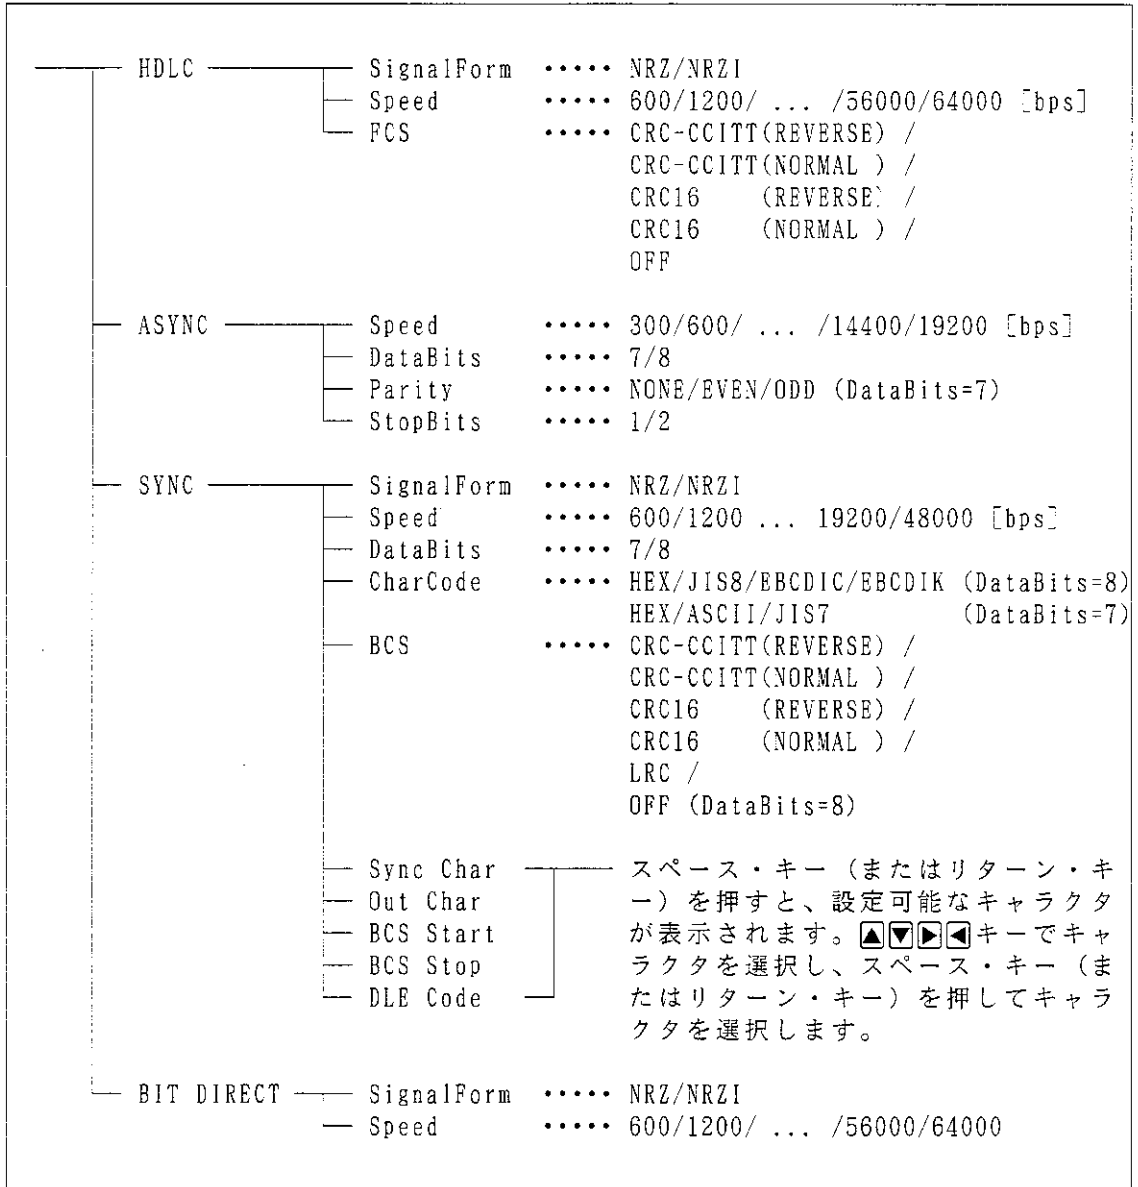 HDLC SignalForm ••••• NRZ/NRZI
Speed ••••• 600/1200/ ... /56000/64000 [bps]
FCS ••••• CRC-CCITT(REVERSE) /
CRC-CCITT(NORMAL ) /
CRC16 (REVERSE) /
CRC16 (NORMAL ) /
OFF
ASYNC Speed ••••• 300/600/ ... /14400/19200 [bps]
DataBits ••••• 7/8
Parity ••••• NONE/EVEN/ODD (DataBits=7)
StopBits ••••• 1/2
SYNC SignalForm ••••• NRZ/NRZI
Speed ••••• 600/1200 ... 19200/48000 [bps]
DataBits ••••• 7/8
CharCode ••••• HEX/JIS8/EBCDIC/EBCDIK (DataBits=8)
HEX/ASCII/JIS7 (DataBits=7)
BCS ••••• CRC-CCITT(REVERSE) /
CRC-CCITT(NORMAL ) /
CRC16 (REVERSE) /
CRC16 (NORMAL ) /
LRC /
OFF (DataBits=8)
Sync Char スペース・キー（またはリターン・キ
Out Char ー）を押すと、設定可能なキャラクタ
BCS Start が表示されます。▲▼▶◀キーでキャ
BCS Stop ラクタを選択し、スペース・キー（ま
DLE Code たはリターン・キー）を押してキャラ
クタを選択します。
BIT DIRECT SignalForm ••••• NRZ/NRZI
Speed ••••• 600/1200/ ... /56000/64000